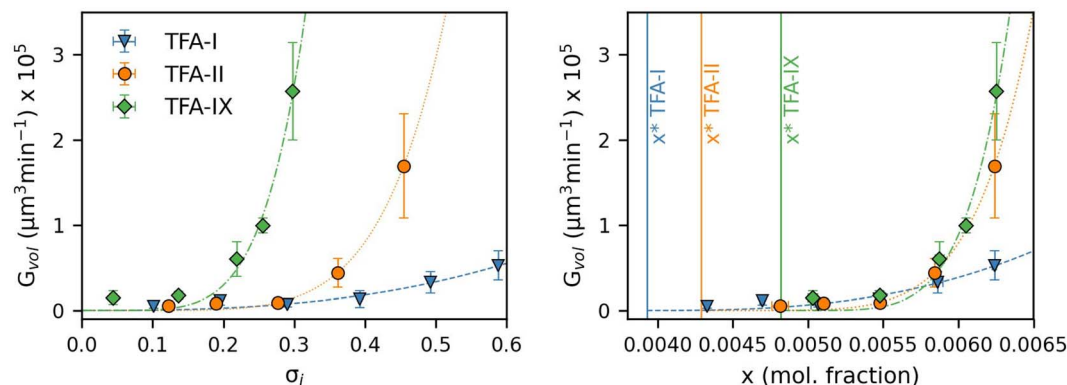 G_vol (μm³min⁻¹) x 10⁵
3
2
1
0
TFA-I
TFA-II
TFA-IX
0.0 0.1 0.2 0.3 0.4 0.5 0.6
σ_i
G_vol (μm³min⁻¹) x 10⁵
3
2
1
0
x* TFA-I
x* TFA-II
x* TFA-IX
0.0040 0.0045 0.0050 0.0055 0.0060 0.0065
x (mol. fraction)